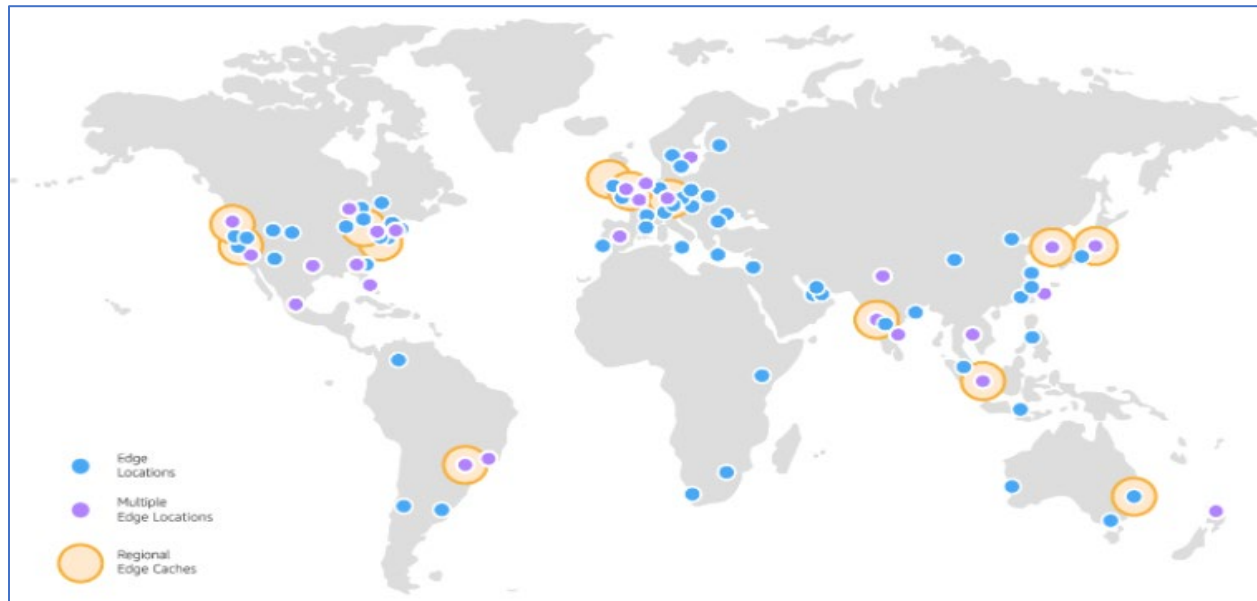 Edge
Locations
Multiple
Edge Locations
Regional
Edge Caches